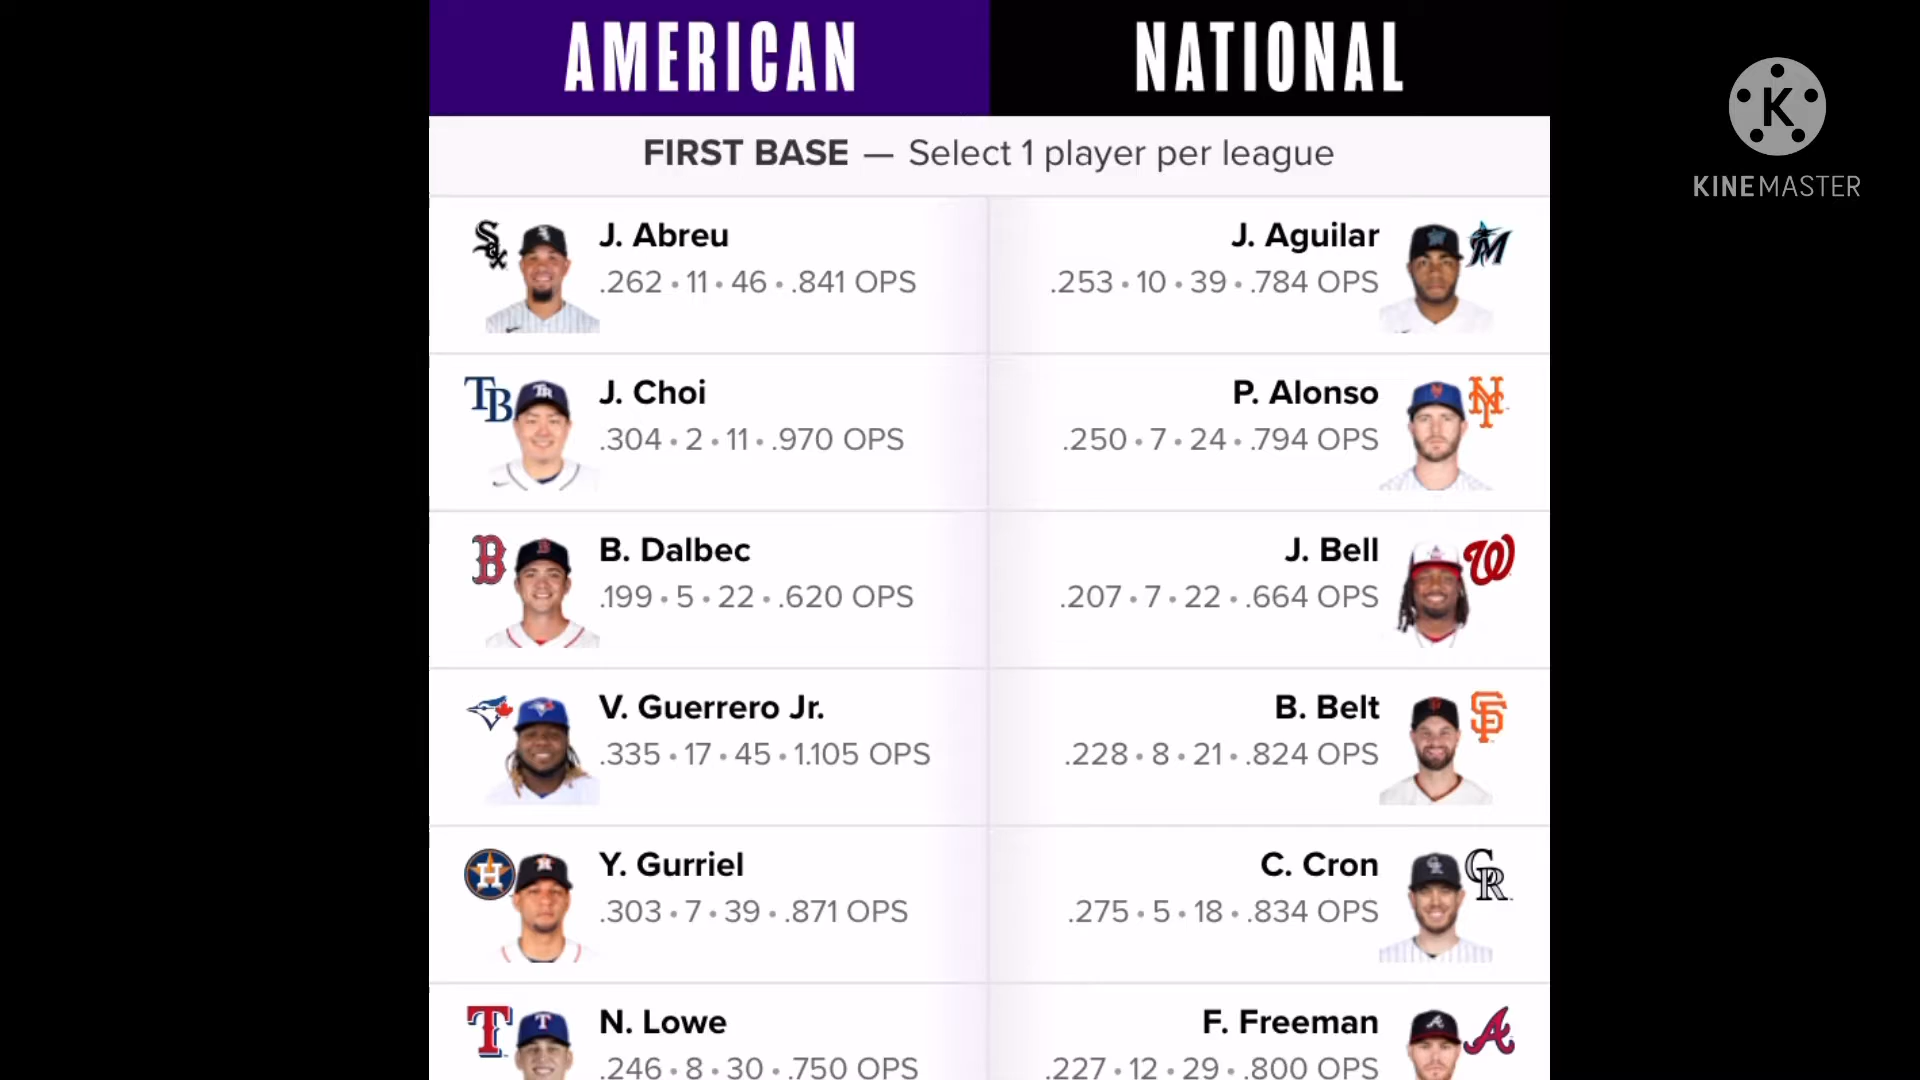 AMERICAN NATIONAL
FIRST BASE — Select 1 player per league
K
KINEMASTER
J. Abreu
.262 • 11 • 46 • .841 OPS
J. Aguilar
.253 • 10 • 39 • .784 OPS
J. Choi
.304 • 2 • 11 • .970 OPS
P. Alonso
.250 • 7 • 24 • .794 OPS
B. Dalbec
.199 • 5 • 22 • .620 OPS
J. Bell
.207 • 7 • 22 • .664 OPS
V. Guerrero Jr.
.335 • 17 • 45 • 1.105 OPS
B. Belt
.228 • 8 • 21 • .824 OPS
Y. Gurriel
.303 • 7 • 39 • .871 OPS
C. Cron
.275 • 5 • 18 • .834 OPS
N. Lowe
.246 • 8 • 30 • .750 OPS
F. Freeman
.227 • 12 • 29 • .800 OPS